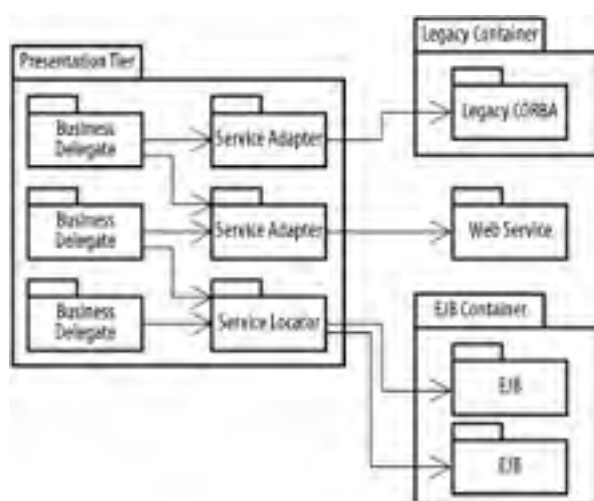 Presentation Tier
Business
Delegate
Service Adapter
Business
Delegate
Service Adapter
Business
Delegate
Service Locator
Legacy Container
Legacy CORBA
Web Service
EJB Container
EJB
EJB